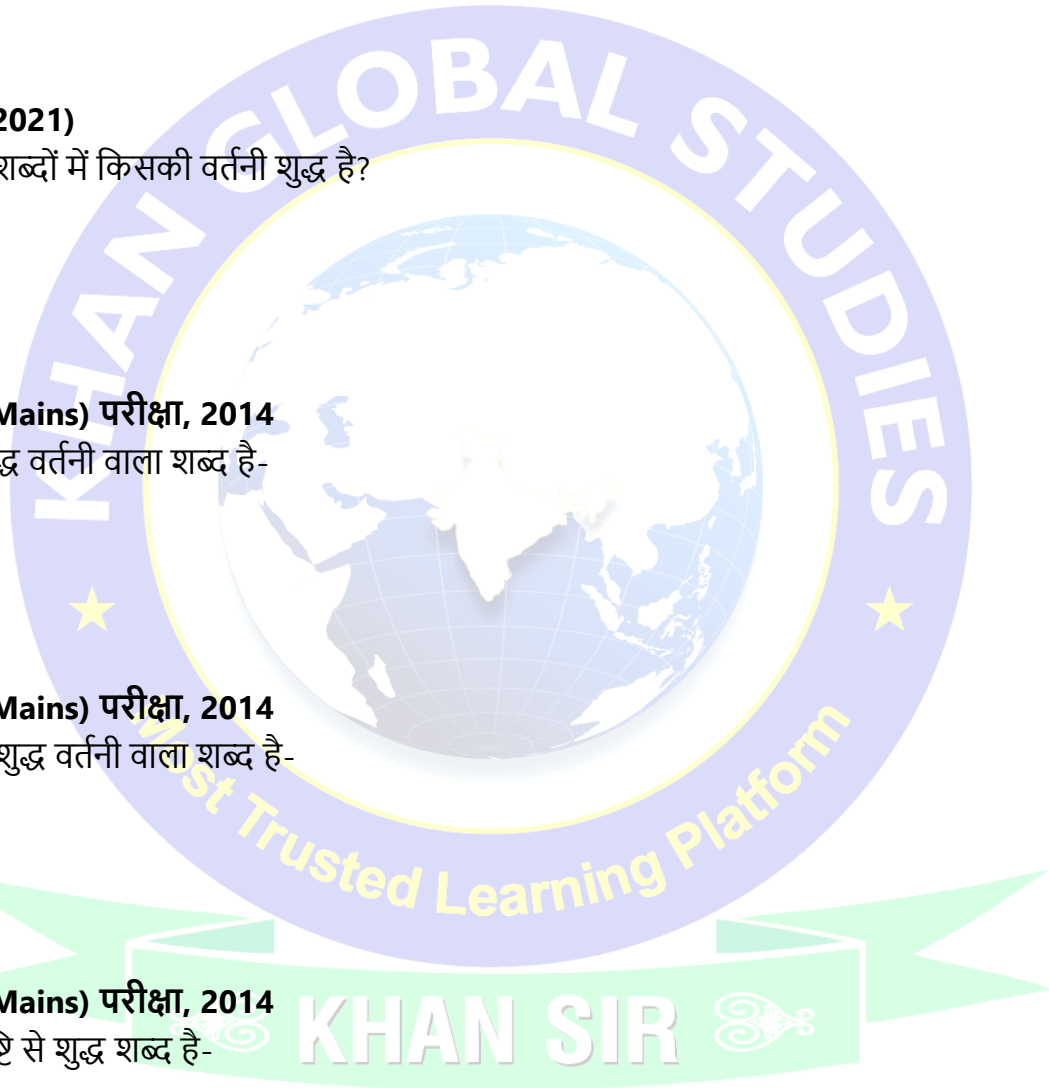 KHAN GLOBAL STUDIES
2021)
शब्दों में किसकी वर्तनी शुद्ध है?
Mains) परीक्षा, 2014
वर्तनी वाला शब्द है-
Mains) परीक्षा, 2014
शुद्ध वर्तनी वाला शब्द है-
Most Trusted Learning Platform
Mains) परीक्षा, 2014
से शुद्ध शब्द है-
KHAN SIR